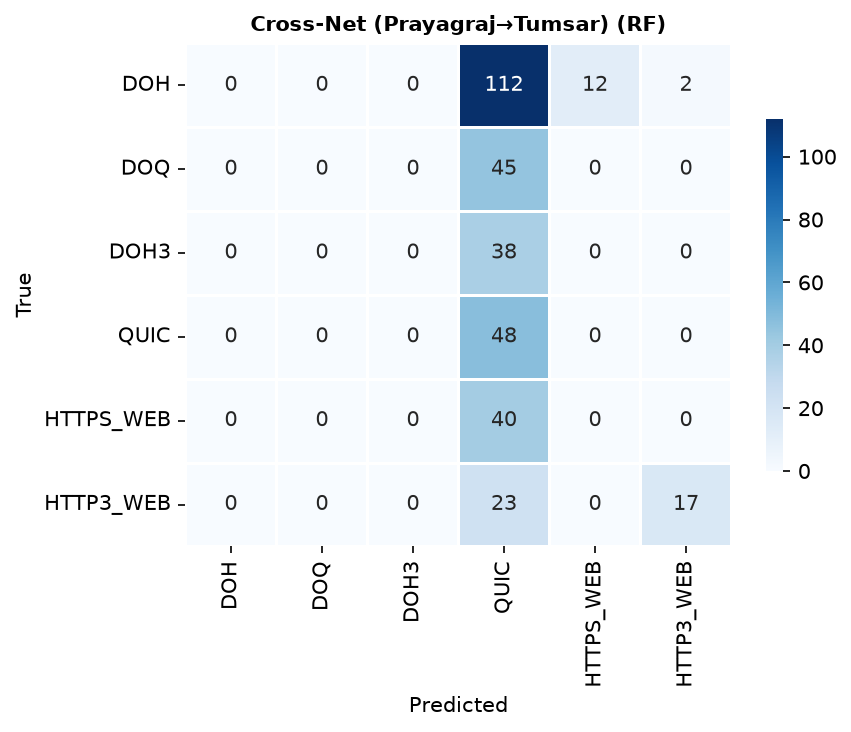 Cross-Net (Prayagraj→Tumsar) (RF)
DOH 0 0 0 112 12 2
DOQ 0 0 0 45 0 0
DOH3 0 0 0 38 0 0
QUIC 0 0 0 48 0 0
HTTPS_WEB 0 0 0 40 0 0
HTTP3_WEB 0 0 0 23 0 17
DOH DOQ DOH3 QUIC HTTPS_WEB HTTP3_WEB
Predicted
True
100
80
60
40
20
0